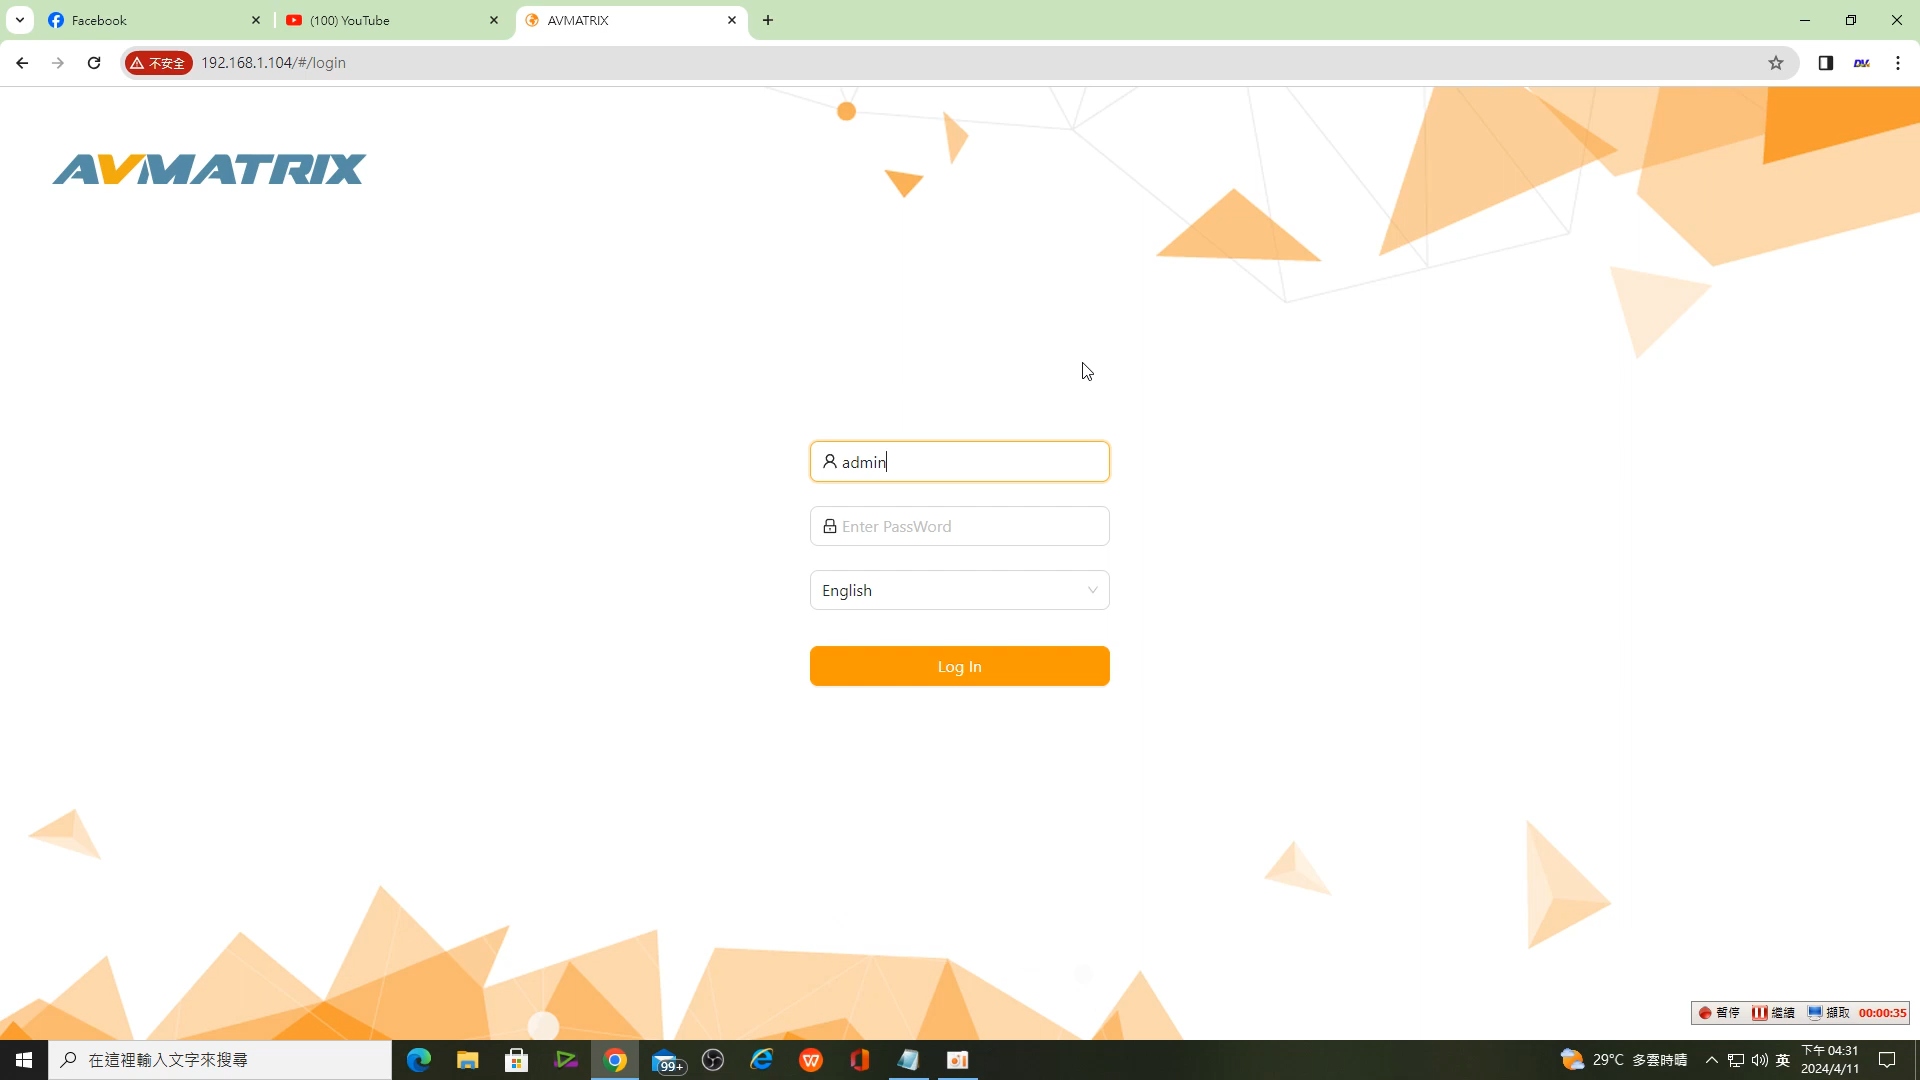 Facebook
(100) YouTube
AVMATRIX
不安全
192.168.1.104/#/login
DV
AVMATRIX
admin
Enter PassWord
English
Log In
暫停
繼續
擷取
00:00:35
在這裡輸入文字來搜尋
99+
29°C 多雲時晴
英
下午 04:31
2024/4/11